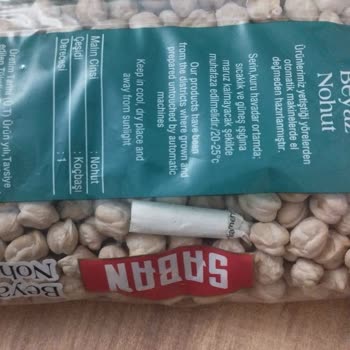 Beyaz
Nohut
Ürünlerimiz yetiştiği yörelerden
otomatik makinelerde el
değmeden hazırlanmıştır.
Serin,kuru havadar ortamda;
sıcaklık ve güneş ışığına
maruz kalmayacak şekilde
muhafaza edilmelidir./20-25°c
Our products have been
from the districts where grown and
prepared untouched by automatic
machines
Keep in cool, dry place and
away from sunlight
Malın Cinsi : Nohut
Çeşidi : Koçbaşı
Derecesi : 1
SABAN